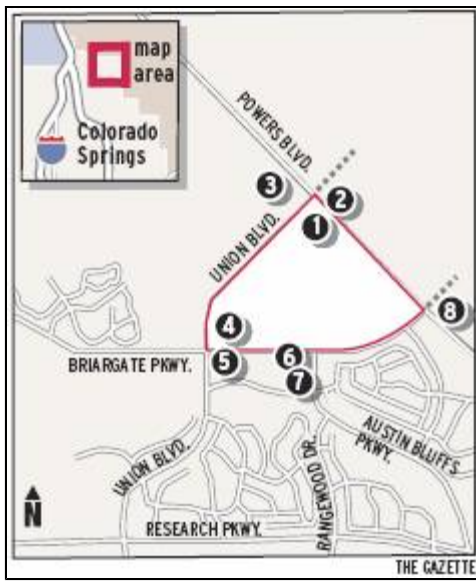 map
area
Colorado
Springs
POWERS BLVD.
3
2
1
UNION BLVD.
8
4
5
6
7
BRIARGATE PKWY.
AUSTIN BLUFFS
PKWY.
UNION BLVD.
RANGEWOOD DR.
N
RESEARCH PKWY.
THE GAZETTE